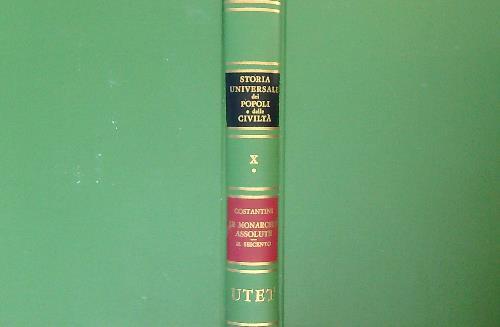 STORIA
UNIVERSALE
dei
POPOLI
e delle
CIVILTÀ
X
COSTANTINI
LE MONARCHIE
ASSOLUTE
IL SEICENTO
UTET